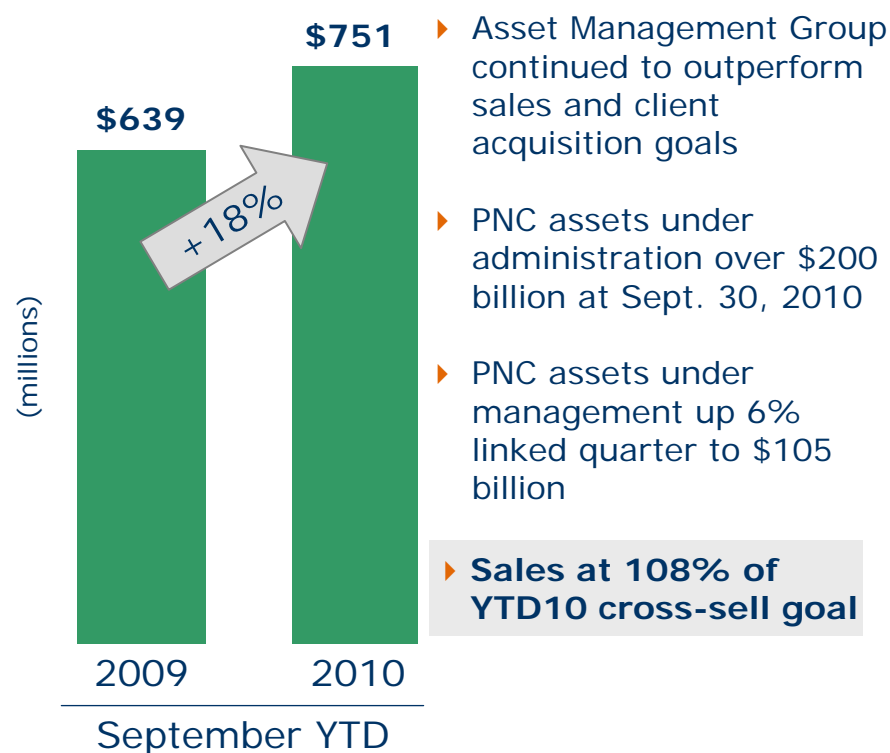 $751
$639
+18%
(millions)
2009
2010
September YTD
Asset Management Group
continued to outperform
sales and client
acquisition goals
PNC assets under
administration over $200
billion at Sept. 30, 2010
PNC assets under
management up 6%
linked quarter to $105
billion
Sales at 108% of
YTD10 cross-sell goal